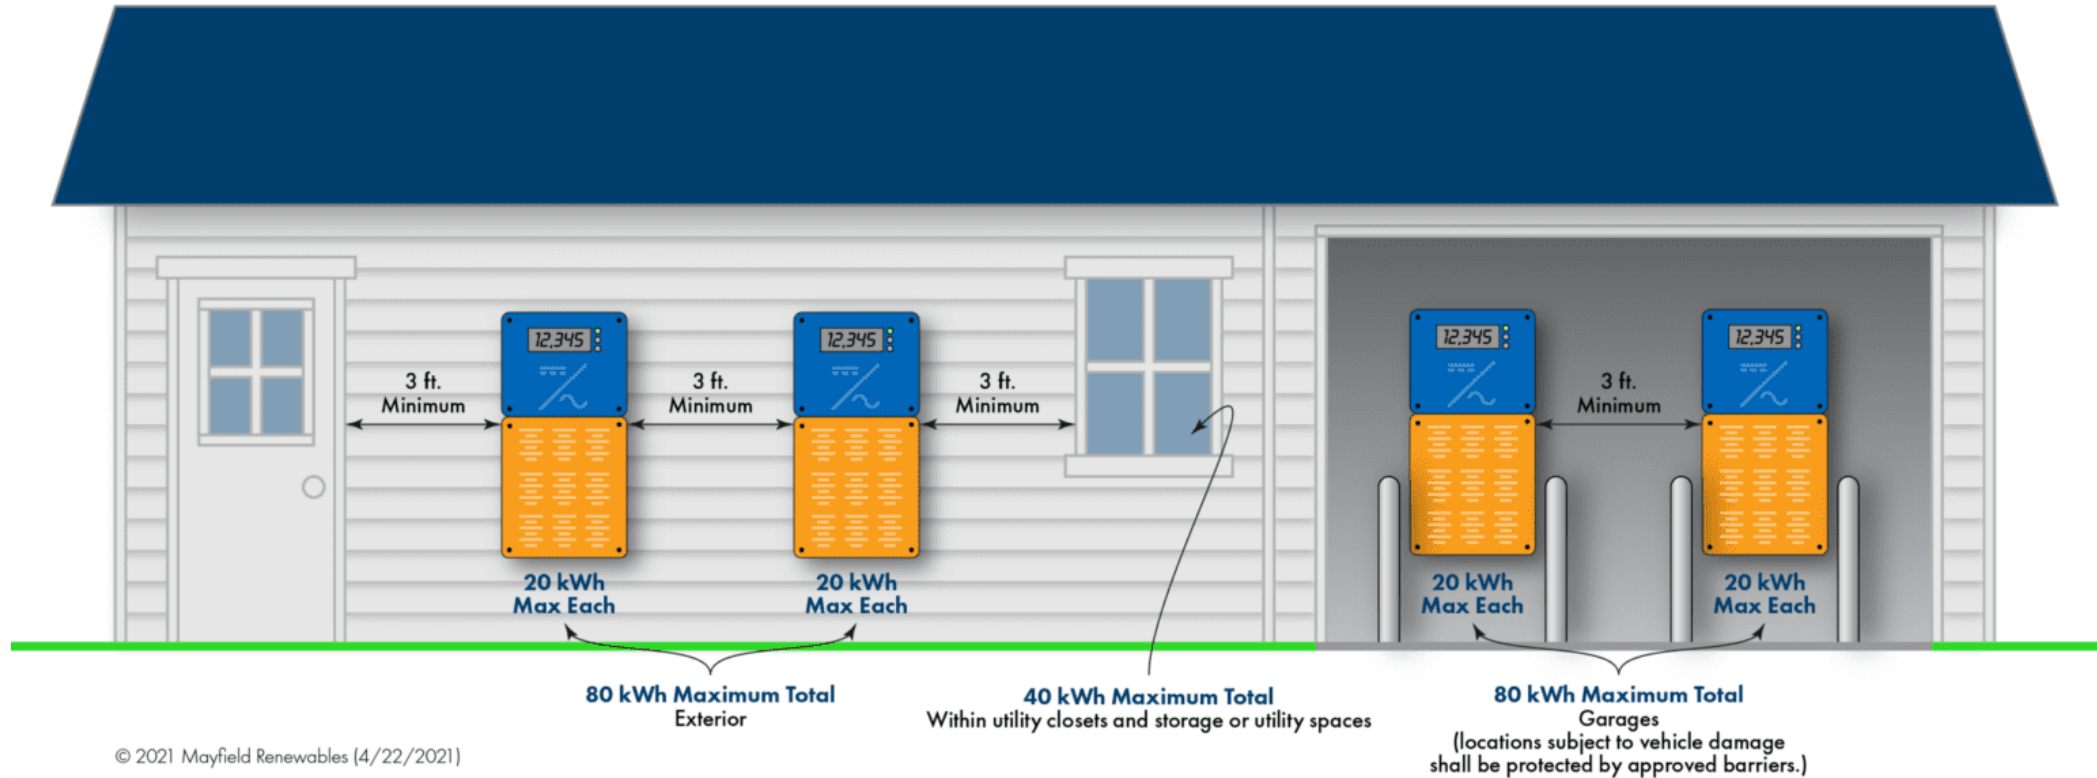 12,345
12,345
12,345
12,345
3 ft.
Minimum
3 ft.
Minimum
3 ft.
Minimum
3 ft.
Minimum
20 kWh
Max Each
20 kWh
Max Each
20 kWh
Max Each
20 kWh
Max Each
80 kWh Maximum Total
Exterior
40 kWh Maximum Total
Within utility closets and storage or utility spaces
80 kWh Maximum Total
Garages
(locations subject to vehicle damage
shall be protected by approved barriers.)
© 2021 Mayfield Renewables (4/22/2021)